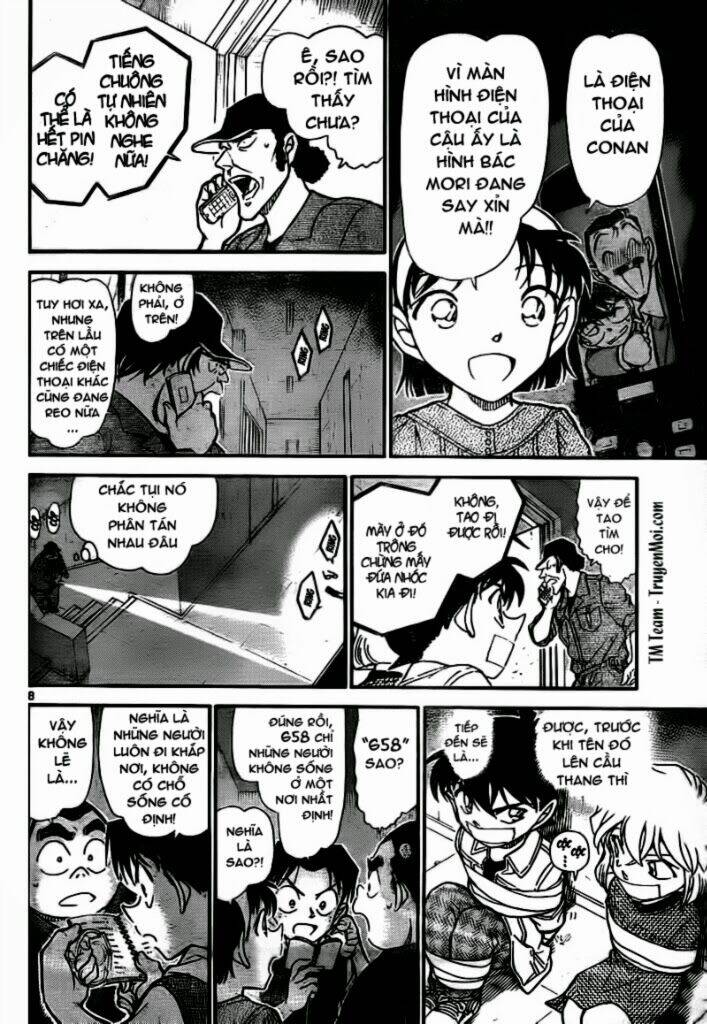 LÀ ĐIỆN
THOẠI
CỦA
CONAN
VÌ MÀN
HÌNH ĐIỆN
THOẠI CỦA
CẬU ẤY LÀ
HÌNH BÁC
MORI ĐANG
SAY XỈN
MÀ!!
Ê, SAO
RỒI?! TÌM
THẤY
CHƯA?
TIẾNG
CHUÔNG
TỰ NHIÊN
KHÔNG
NGHE
NỮA!
CÓ
THỂ LÀ
HẾT PIN
CHĂNG!
KHÔNG
PHẢI, Ở
TRÊN!
TUY HƠI XA,
NHƯNG
TRÊN LẦU
CÓ MỘT
CHIẾC ĐIỆN
THOẠI KHÁC
CŨNG ĐANG
REO NỮA
...
VẬY ĐỂ
TAO
TÌM
CHO!
KHÔNG,
TAO ĐI
ĐƯỢC RỒI!
MÀY Ở ĐÓ
TRÔNG
CHỪNG MẤY
ĐỨA NHÓC
KIA ĐI!
CHẮC TỤI NÓ
KHÔNG
PHÂN TÁN
NHAU ĐÂU
TM Team - TruyenMoi.com
8
ĐƯỢC, TRƯỚC
KHI TÊN ĐÓ
LÊN CẦU
THANG THÌ
TIẾP
ĐẾN SẼ
LÀ...
CỘC
...
CỘC
CỘC
"658"
SAO?
ĐÚNG RỒI,
658 CHỈ
NHỮNG NGƯỜI
KHÔNG SỐNG
Ở MỘT
NƠI NHẤT
ĐỊNH!
NGHĨA
LÀ
SAO?!
NGHĨA LÀ
NHỮNG NGƯỜI
LUÔN ĐI KHẮP
NƠI, KHÔNG
CÓ CHỖ
SỐNG CỐ
ĐỊNH!
VẬY
KHÔNG
LẼ
LÀ...